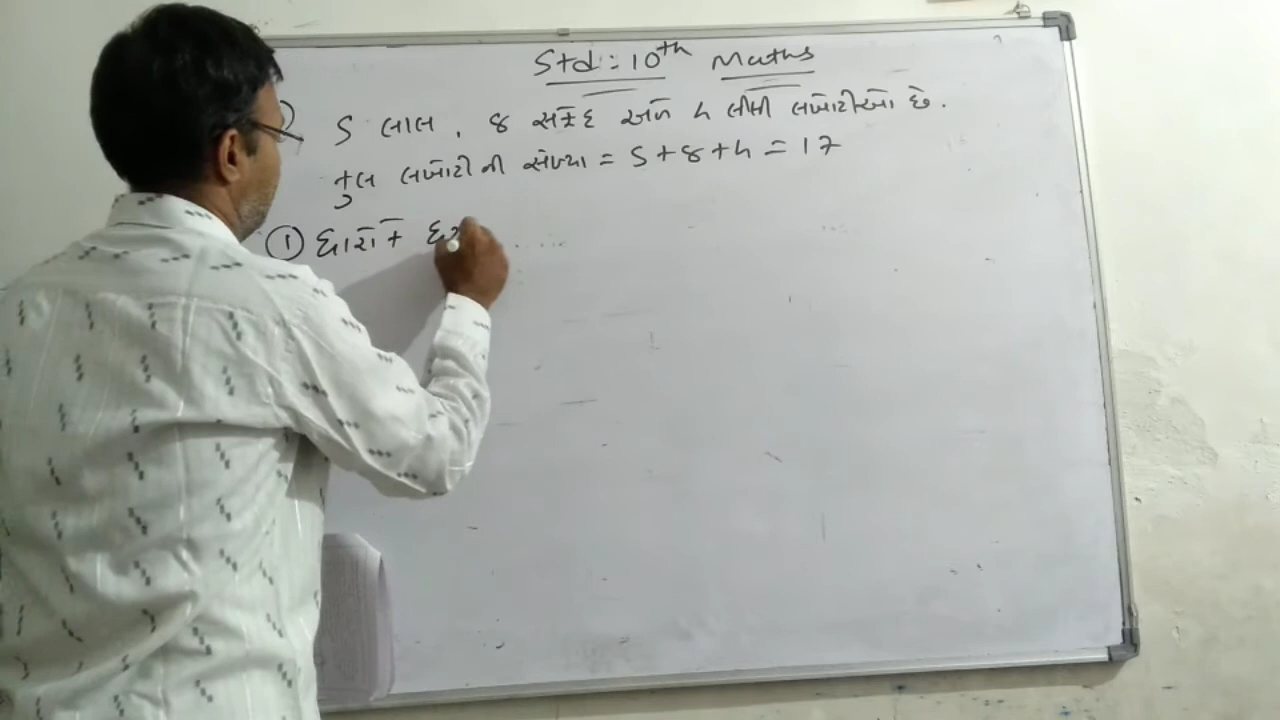 Std : 10th Maths
5 લાલ, 8 સફેદ અને 4 લીલી લખોટીઓ છે.
કુલ લખોટી ની સંખ્યા = 5 + 8 + 4 = 17
① ધારો કે